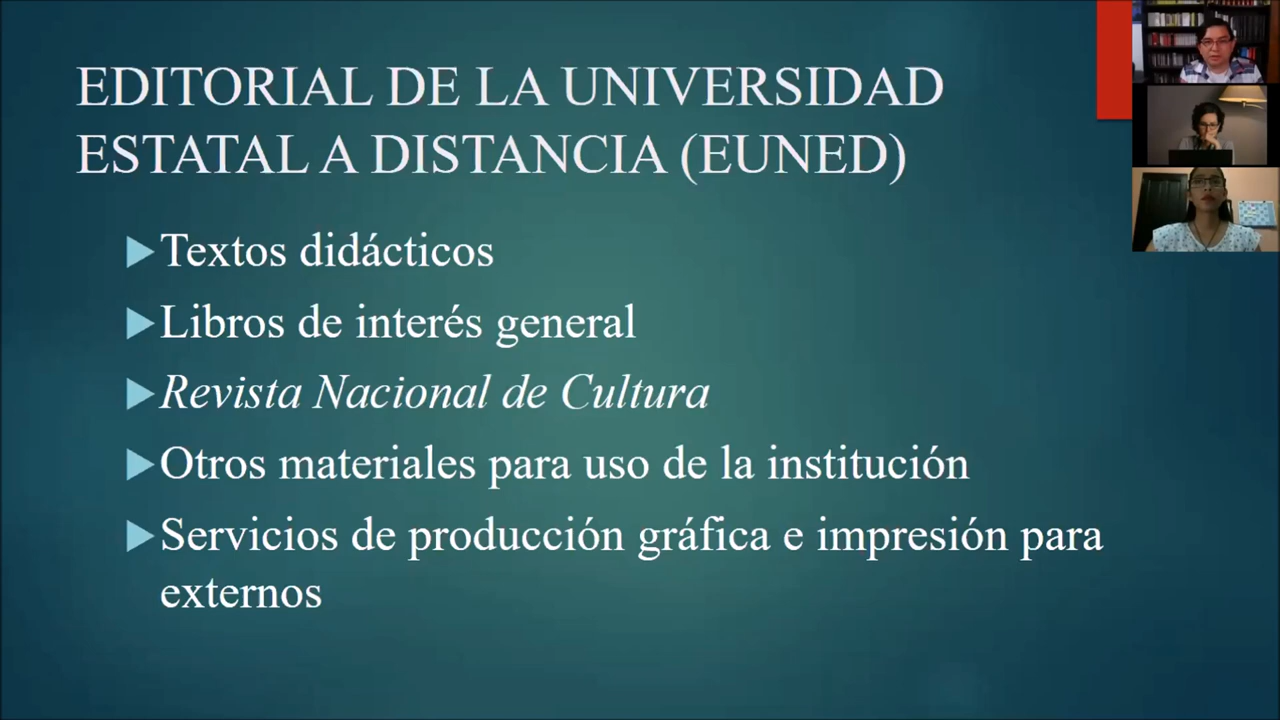 EDITORIAL DE LA UNIVERSIDAD
ESTATAL A DISTANCIA (EUNED)
Textos didácticos
Libros de interés general
Revista Nacional de Cultura
Otros materiales para uso de la institución
Servicios de producción gráfica e impresión para
externos